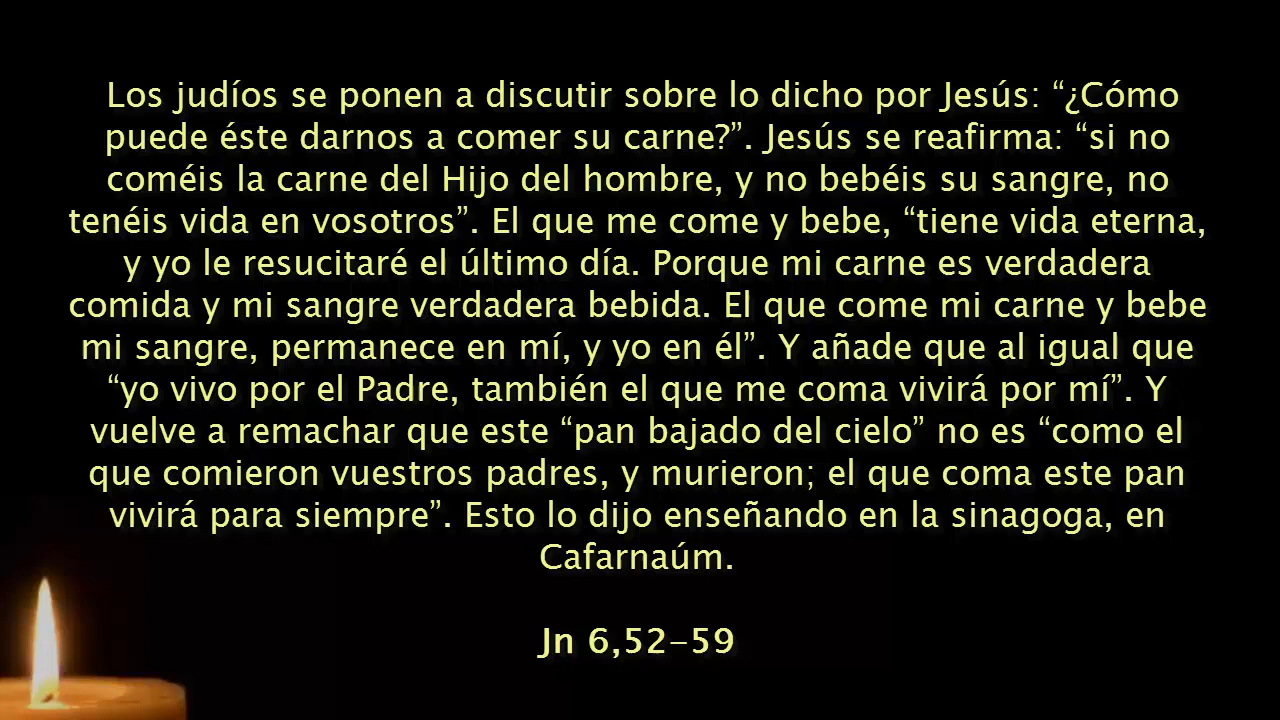 Los judíos se ponen a discutir sobre lo dicho por Jesús: “¿Cómo
puede éste darnos a comer su carne?”. Jesús se reafirma: “si no
coméis la carne del Hijo del hombre, y no bebéis su sangre, no
tenéis vida en vosotros”. El que me come y bebe, “tiene vida eterna,
y yo le resucitaré el último día. Porque mi carne es verdadera
comida y mi sangre verdadera bebida. El que come mi carne y bebe
mi sangre, permanece en mí, y yo en él”. Y añade que al igual que
“yo vivo por el Padre, también el que me coma vivirá por mí”. Y
vuelve a remachar que este “pan bajado del cielo” no es “como el
que comieron vuestros padres, y murieron; el que coma este pan
vivirá para siempre”. Esto lo dijo enseñando en la sinagoga, en
Cafarnaúm.
Jn 6,52-59